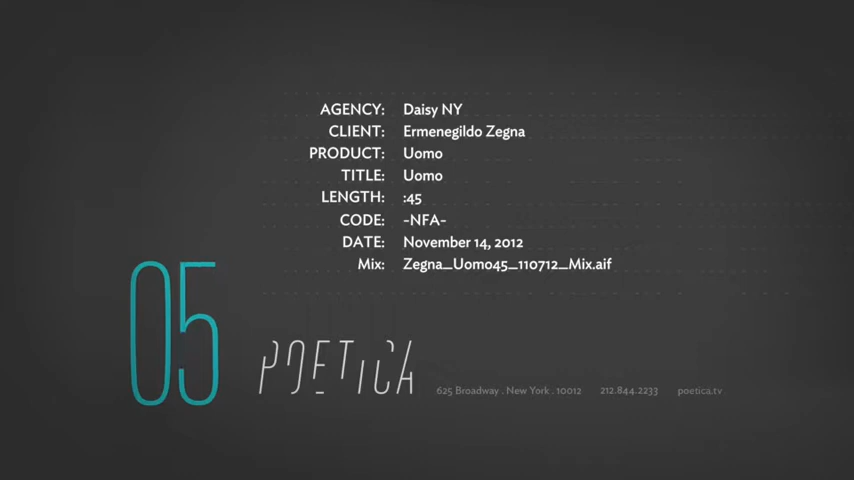 AGENCY: Daisy NY
CLIENT: Ermenegildo Zegna
PRODUCT: Uomo
TITLE: Uomo
LENGTH: :45
CODE: -NFA-
DATE: November 14, 2012
Mix: Zegna_Uomo45_110712_Mix.aif
05
POETICA
625 Broadway . New York . 10012 212.844.2233 poetica.tv